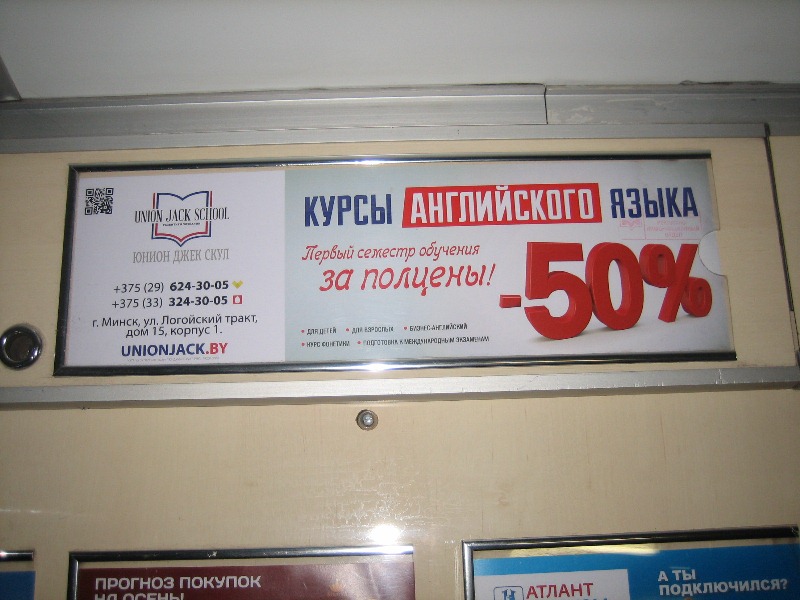 UNION JACK SCHOOL
ЮНИОН ДЖЕК СКУЛ
+375 (29) 624-30-05
+375 (33) 324-30-05
г. Минск, ул. Логойский тракт,
дом 15, корпус 1.
UNIONJACK.BY
КУРСЫ АНГЛИЙСКОГО ЯЗЫКА
Первый семестр обучения
за полцены!
-50%
• ДЛЯ ДЕТЕЙ • ДЛЯ ВЗРОСЛЫХ • БИЗНЕС-АНГЛИЙСКИЙ
• КУРС ФОНЕТИКИ • ПОДГОТОВКА К МЕЖДУНАРОДНЫМ ЭКЗАМЕНАМ
ПРОГНОЗ ПОКУПОК
НА ОСЕНЬ
АТЛАНТ
А ТЫ
ПОДКЛЮЧИЛСЯ?